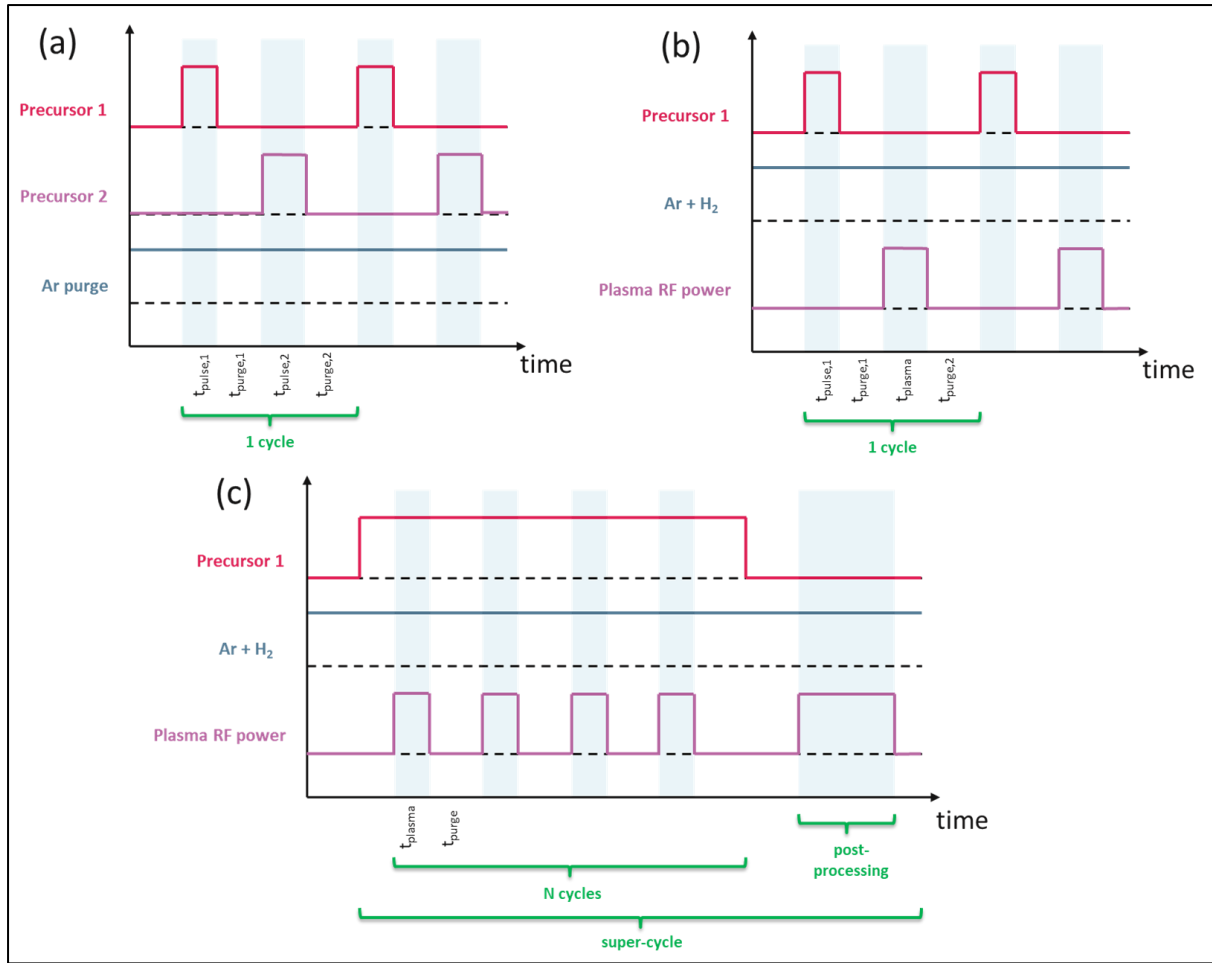 (a)
Precursor 1
Precursor 2
Ar purge
time
tpulse,1
tpurge,1
tpulse,2
tpurge,2
1 cycle
(b)
Precursor 1
Ar + H2
Plasma RF power
time
tpulse,1
tpurge,1
tplasma
tpurge,2
1 cycle
(c)
Precursor 1
Ar + H2
Plasma RF power
time
tplasma
tpurge
post-
processing
N cycles
super-cycle